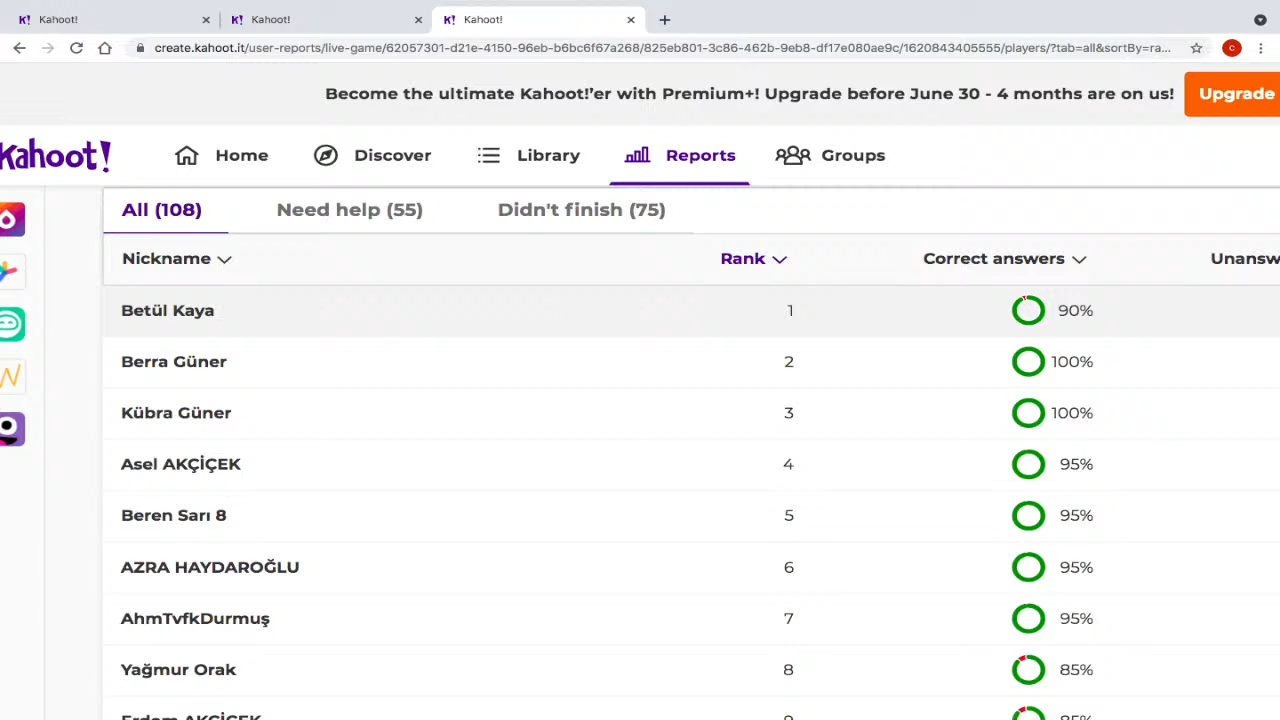 Kahoot! Kahoot! Kahoot!
create.kahoot.it/user-reports/live-game/62057301-d21e-4150-96eb-b6bc6f67a268/825eb801-3c86-462b-9eb8-df17e080ae9c/1620843405555/players/?tab=all&sortBy=ra... C
Become the ultimate Kahoot!'er with Premium+! Upgrade before June 30 - 4 months are on us! Upgrade
Kahoot! Home Discover Library Reports Groups
All (108) Need help (55) Didn't finish (75)
Nickname Rank Correct answers Unansw
Betül Kaya 1 90%
Berra Güner 2 100%
Kübra Güner 3 100%
Asel AKÇİÇEK 4 95%
Beren Sarı 8 5 95%
AZRA HAYDAROĞLU 6 95%
AhmTvfkDurmuş 7 95%
Yağmur Orak 8 85%
Erdem AKÇİÇEK 9 85%